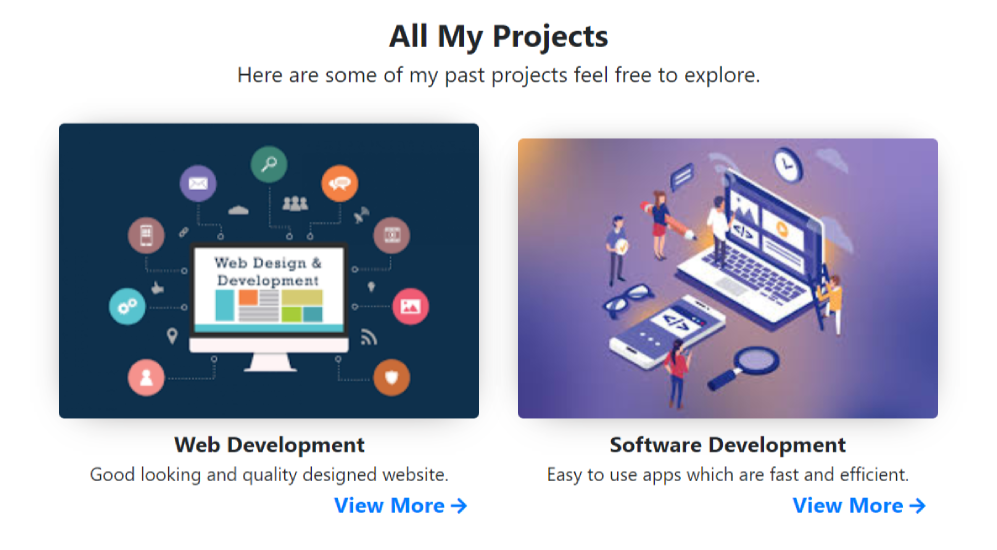 All My Projects
Here are some of my past projects feel free to explore.
Web Design &
Development
</>
</>
Web Development
Software Development
Good looking and quality designed website.
Easy to use apps which are fast and efficient.
View More →
View More →